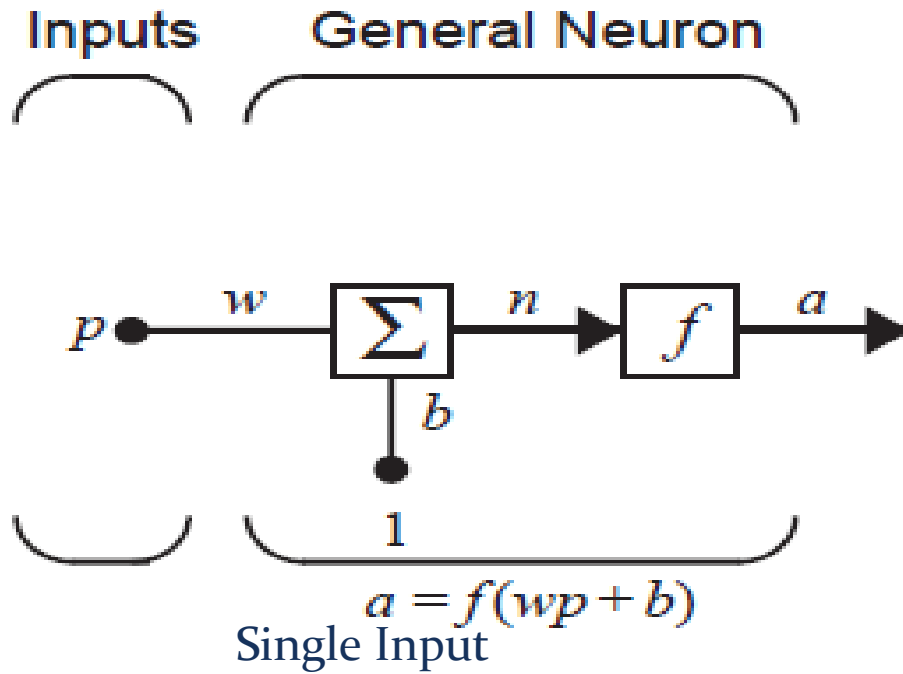 Inputs General Neuron
w n a
p Σ f
b
1
a = f(wp + b)
Single Input